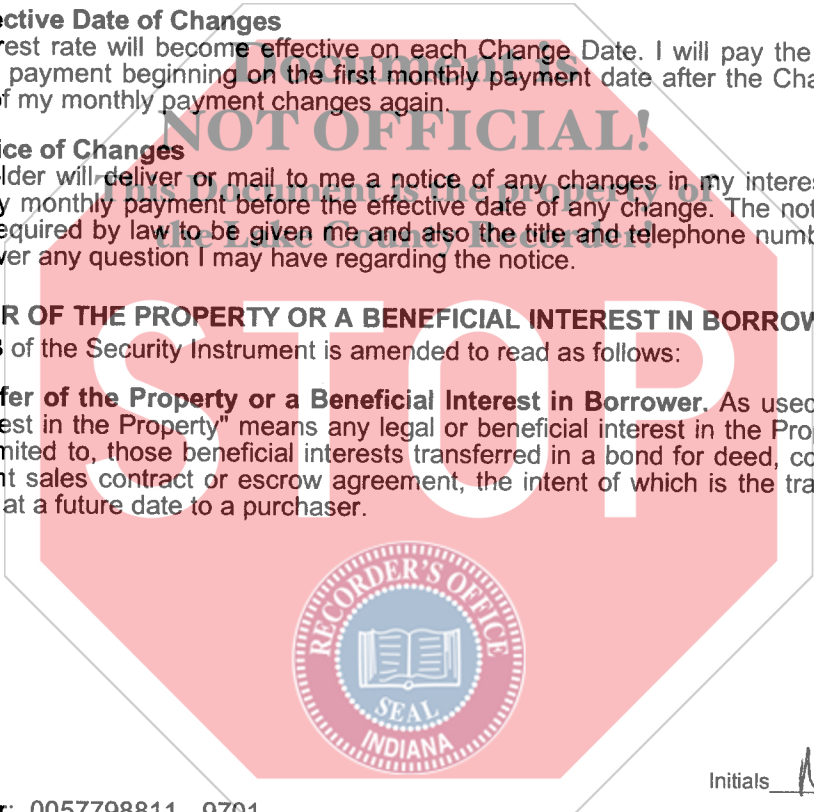 ctive Date of Changes
rest rate will become effective on each Change Date. I will pay the
payment beginning on the first monthly payment date after the Cha
f my monthly payment changes again.
ice of Changes
lder will deliver or mail to me a notice of any changes in my interes
y monthly payment before the effective date of any change. The not
equired by law to be given me and also the title and telephone numb
ver any question I may have regarding the notice.
R OF THE PROPERTY OR A BENEFICIAL INTEREST IN BORROW
of the Security Instrument is amended to read as follows:
fer of the Property or a Beneficial Interest in Borrower. As used
est in the Property" means any legal or beneficial interest in the Prop
mited to, those beneficial interests transferred in a bond for deed, co
nt sales contract or escrow agreement, the intent of which is the tra
at a future date to a purchaser.
Document is
NOT OFFICIAL!
This Document is the property of
the Lake County Recorder!
STOP
RECORDER'S OFFICE
SEAL
INDIANA
Initials
r: 0057798811 - 9701